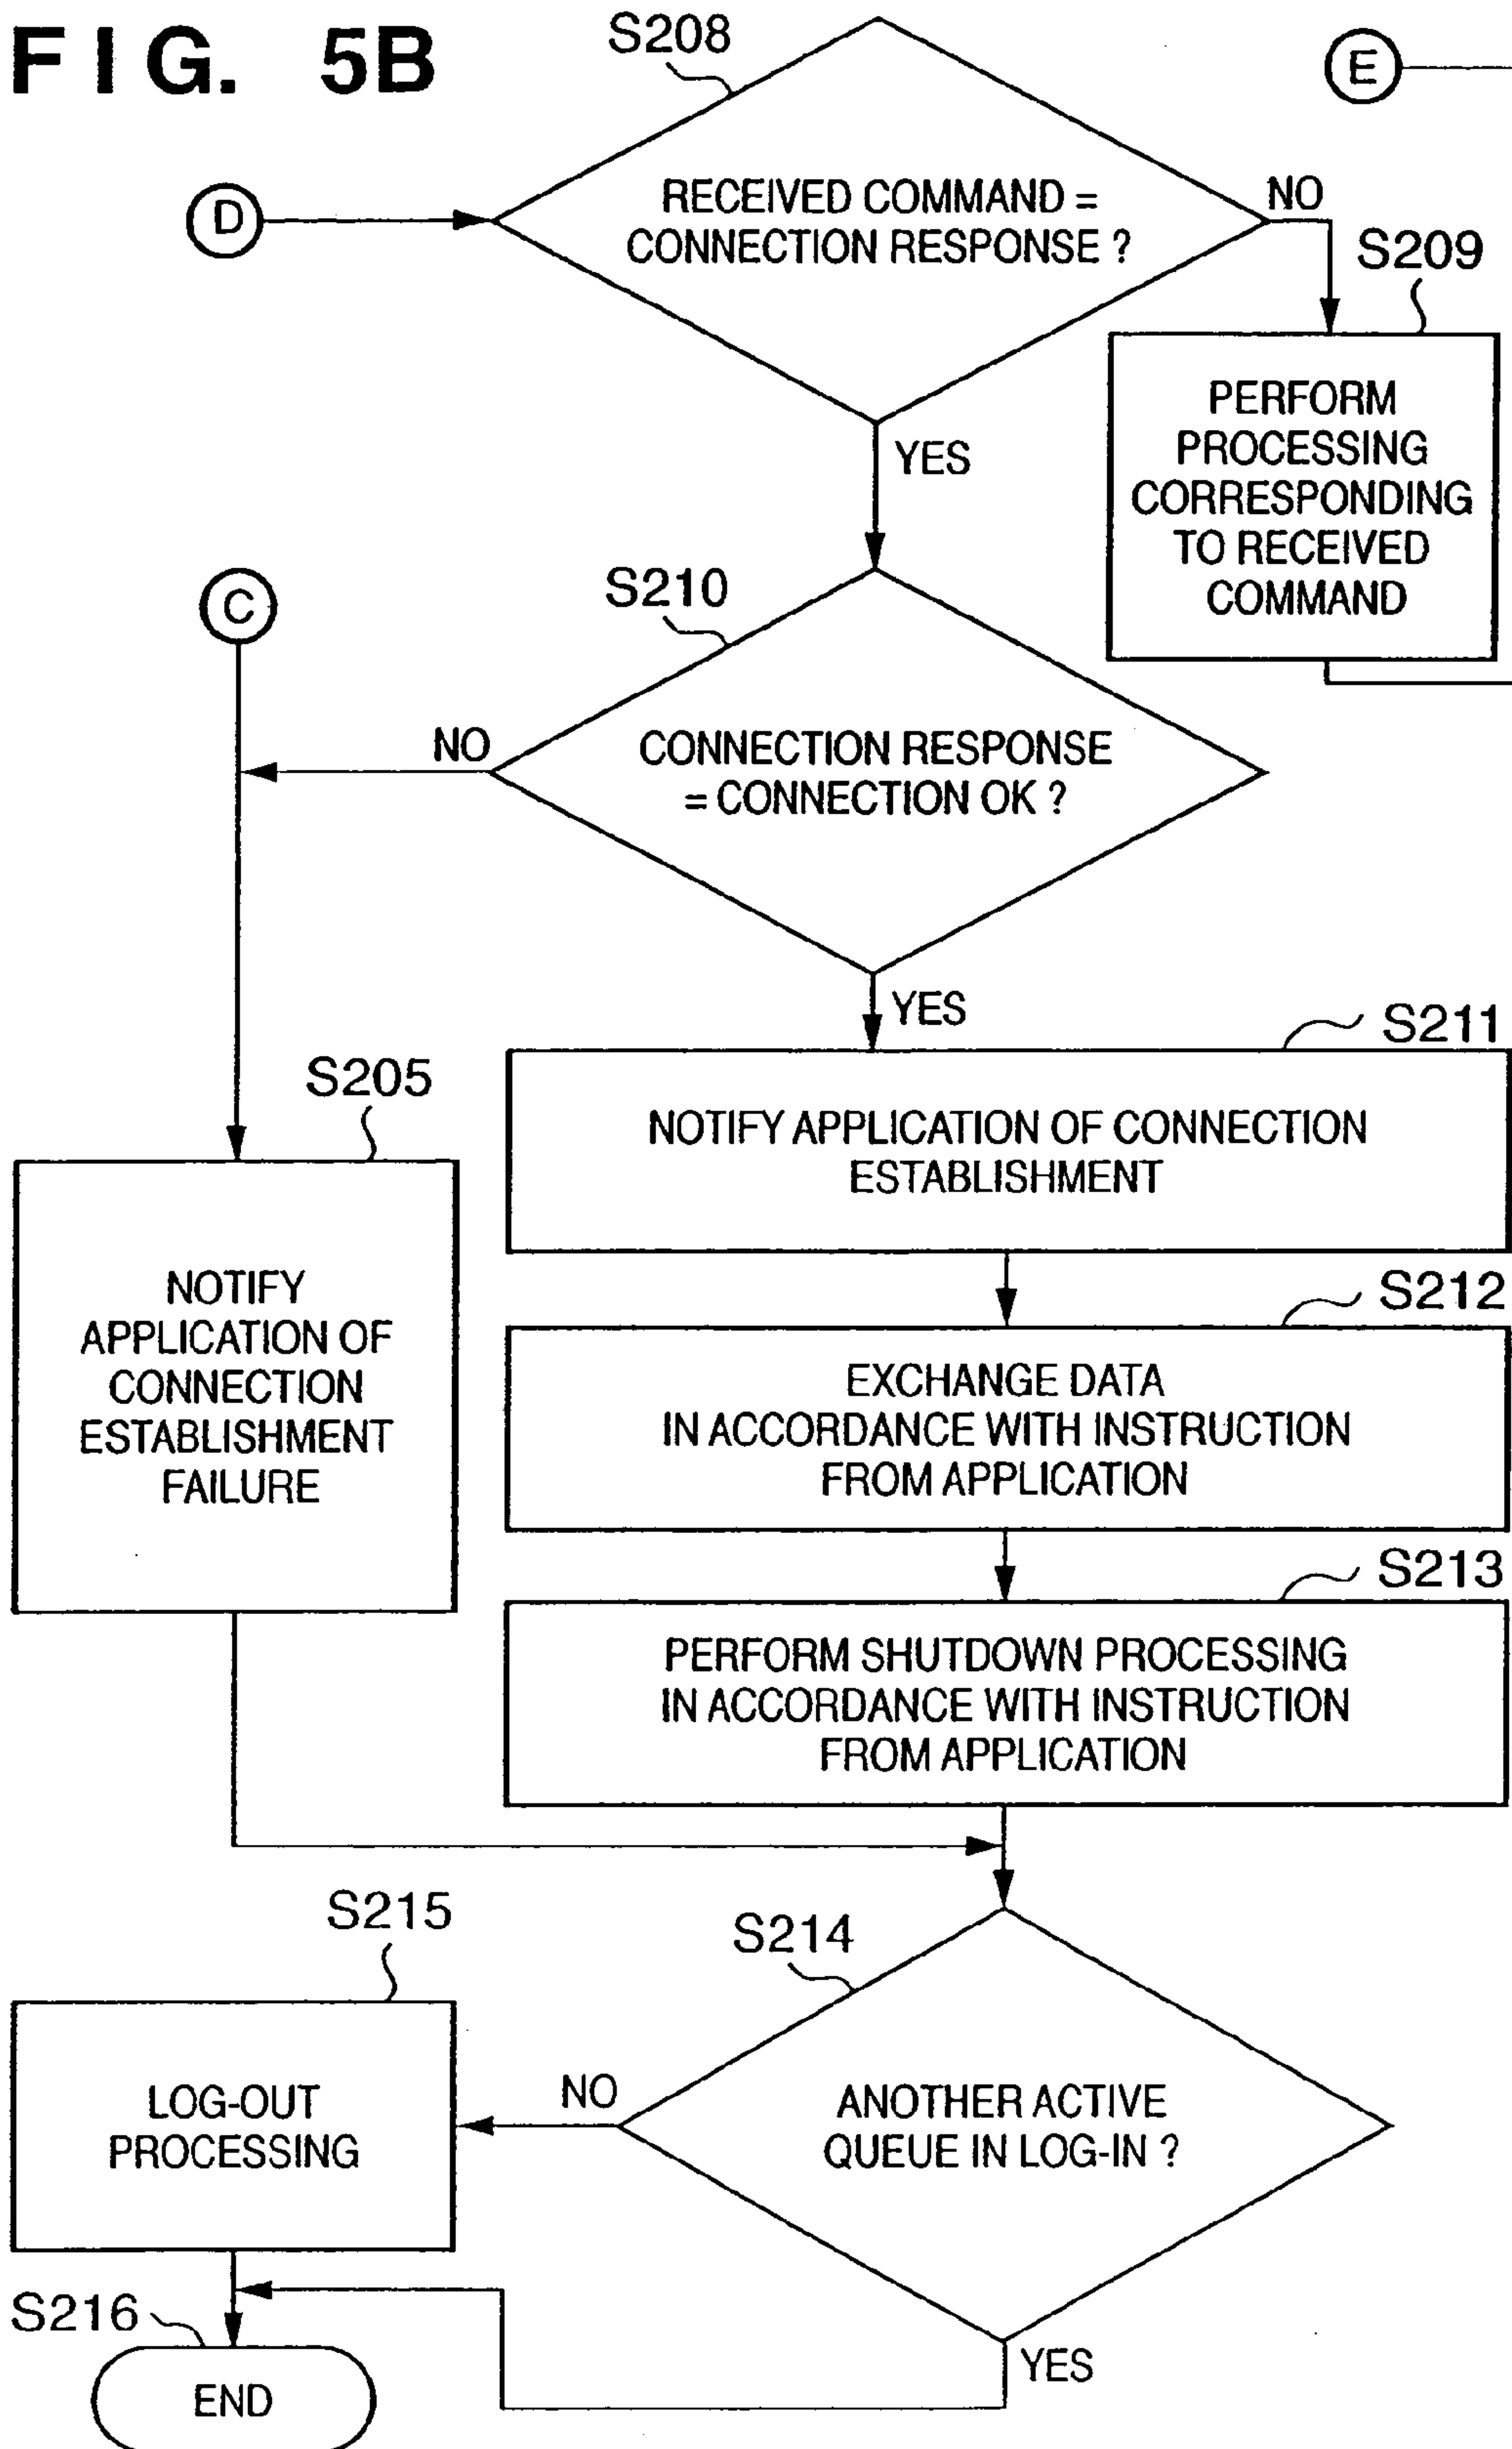 FIG. 5B
S208
E
D
RECEIVED COMMAND =
CONNECTION RESPONSE ?
NO
S209
PERFORM
PROCESSING
CORRESPONDING
TO RECEIVED
COMMAND
YES
C
S210
NO
CONNECTION RESPONSE
= CONNECTION OK ?
YES
S211
NOTIFY APPLICATION OF CONNECTION
ESTABLISHMENT
S205
NOTIFY
APPLICATION OF
CONNECTION
ESTABLISHMENT
FAILURE
S212
EXCHANGE DATA
IN ACCORDANCE WITH INSTRUCTION
FROM APPLICATION
S213
PERFORM SHUTDOWN PROCESSING
IN ACCORDANCE WITH INSTRUCTION
FROM APPLICATION
S215
S214
LOG-OUT
PROCESSING
NO
ANOTHER ACTIVE
QUEUE IN LOG-IN ?
S216
YES
END